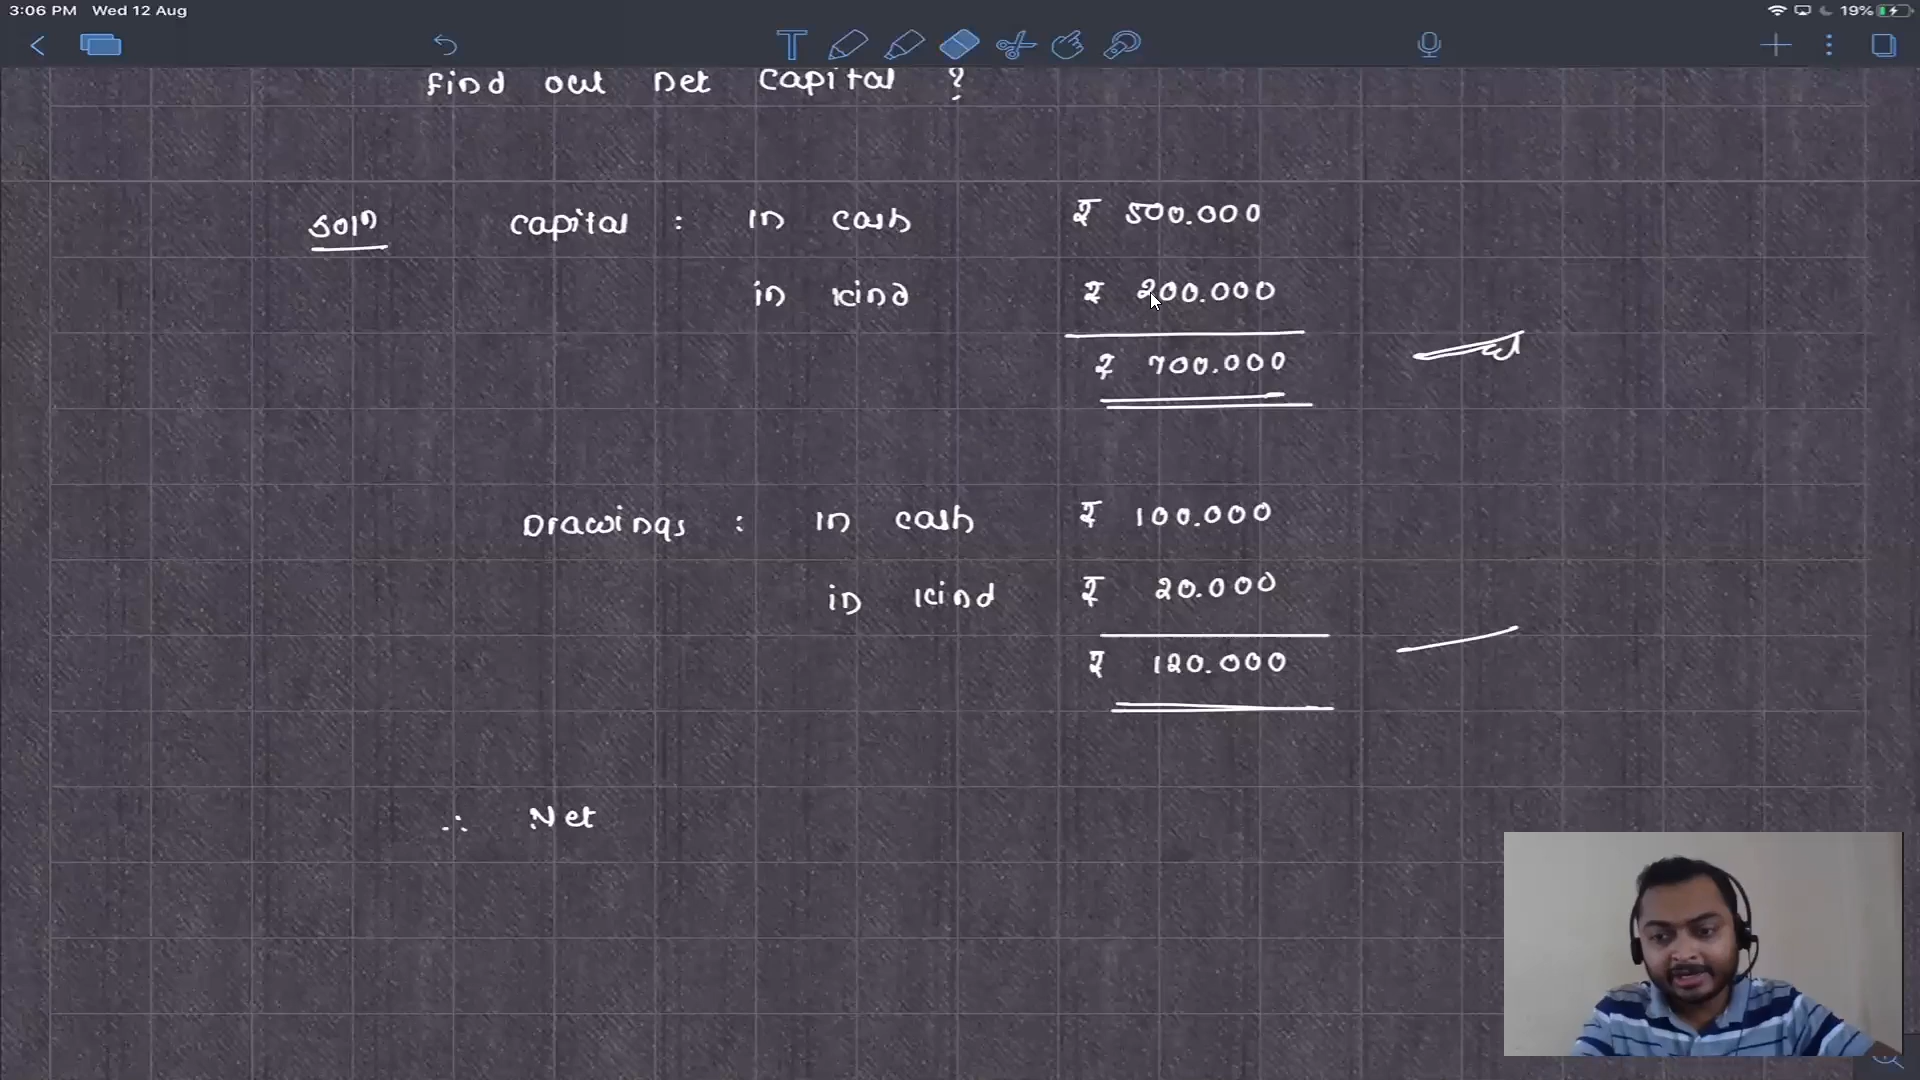 3:06 PM Wed 12 Aug
19%
T
Find out net capital ?
Soln capital : in cash ₹ 500.000
in kind ₹ 200.000
₹ 700.000
Drawings : in cash ₹ 100.000
in kind ₹ 20.000
₹ 120.000
∴ Net